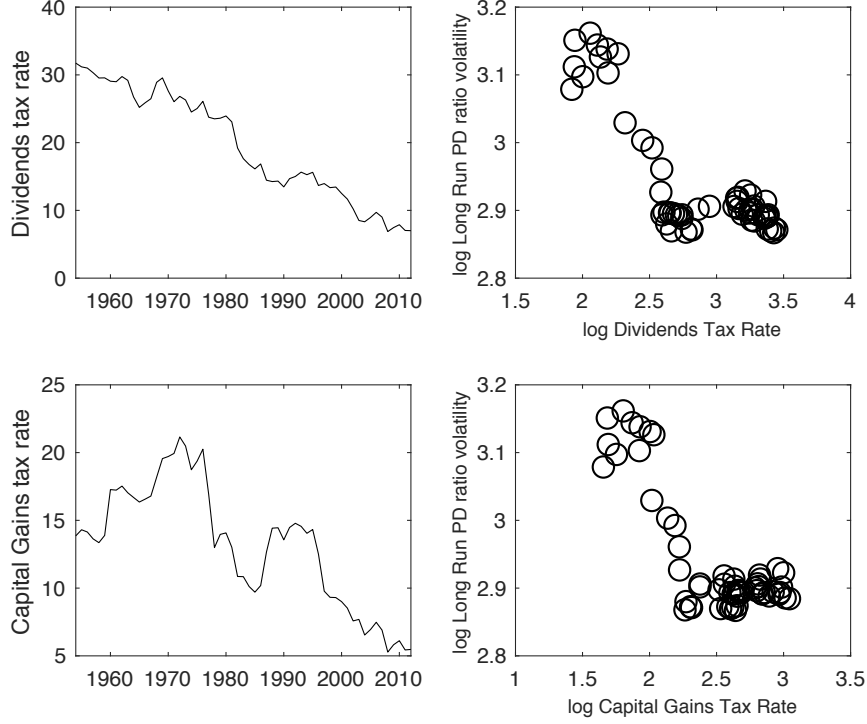 Dividends tax rate
40
30
20
10
0
1960 1970 1980 1990 2000 2010
log Long Run PD ratio volatility
3.2
3.1
3
2.9
2.8
1.5 2 2.5 3 3.5 4
log Dividends Tax Rate
Capital Gains tax rate
25
20
15
10
5
1960 1970 1980 1990 2000 2010
log Long Run PD ratio volatility
3.2
3.1
3
2.9
2.8
1 1.5 2 2.5 3 3.5
log Capital Gains Tax Rate